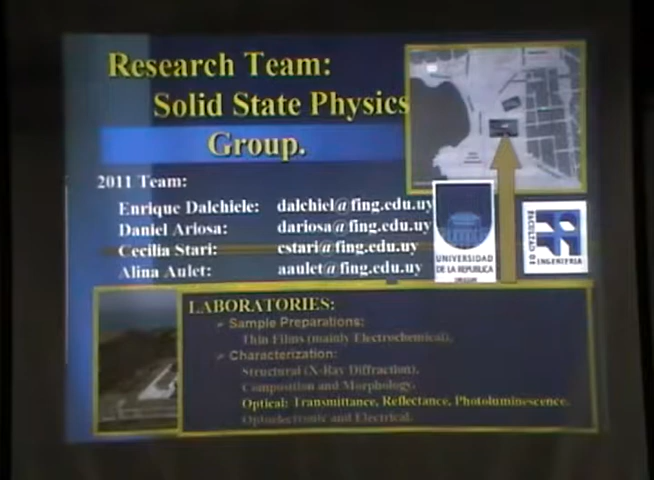 Research Team:
Solid State Physics
Group.
2011 Team:
Enrique Dalchiele: dalchiel@fing.edu.uy
Daniel Ariosa: dariosa@fing.edu.uy
Cecilia Stari: cstari@fing.edu.uy
Alina Aulet: aaulet@fing.edu.uy
UNIVERSIDAD
DE LA REPUBLICA
URUGUAY
FACULTAD DE
INGENIERIA
LABORATORIES:
➢ Sample Preparations:
Thin Films (mainly Electrochemical).
➢ Characterization:
Structural (X-Ray Diffraction).
Composition and Morphology.
Optical: Transmittance, Reflectance, Photoluminescence.
Optoelectronic and Electrical.